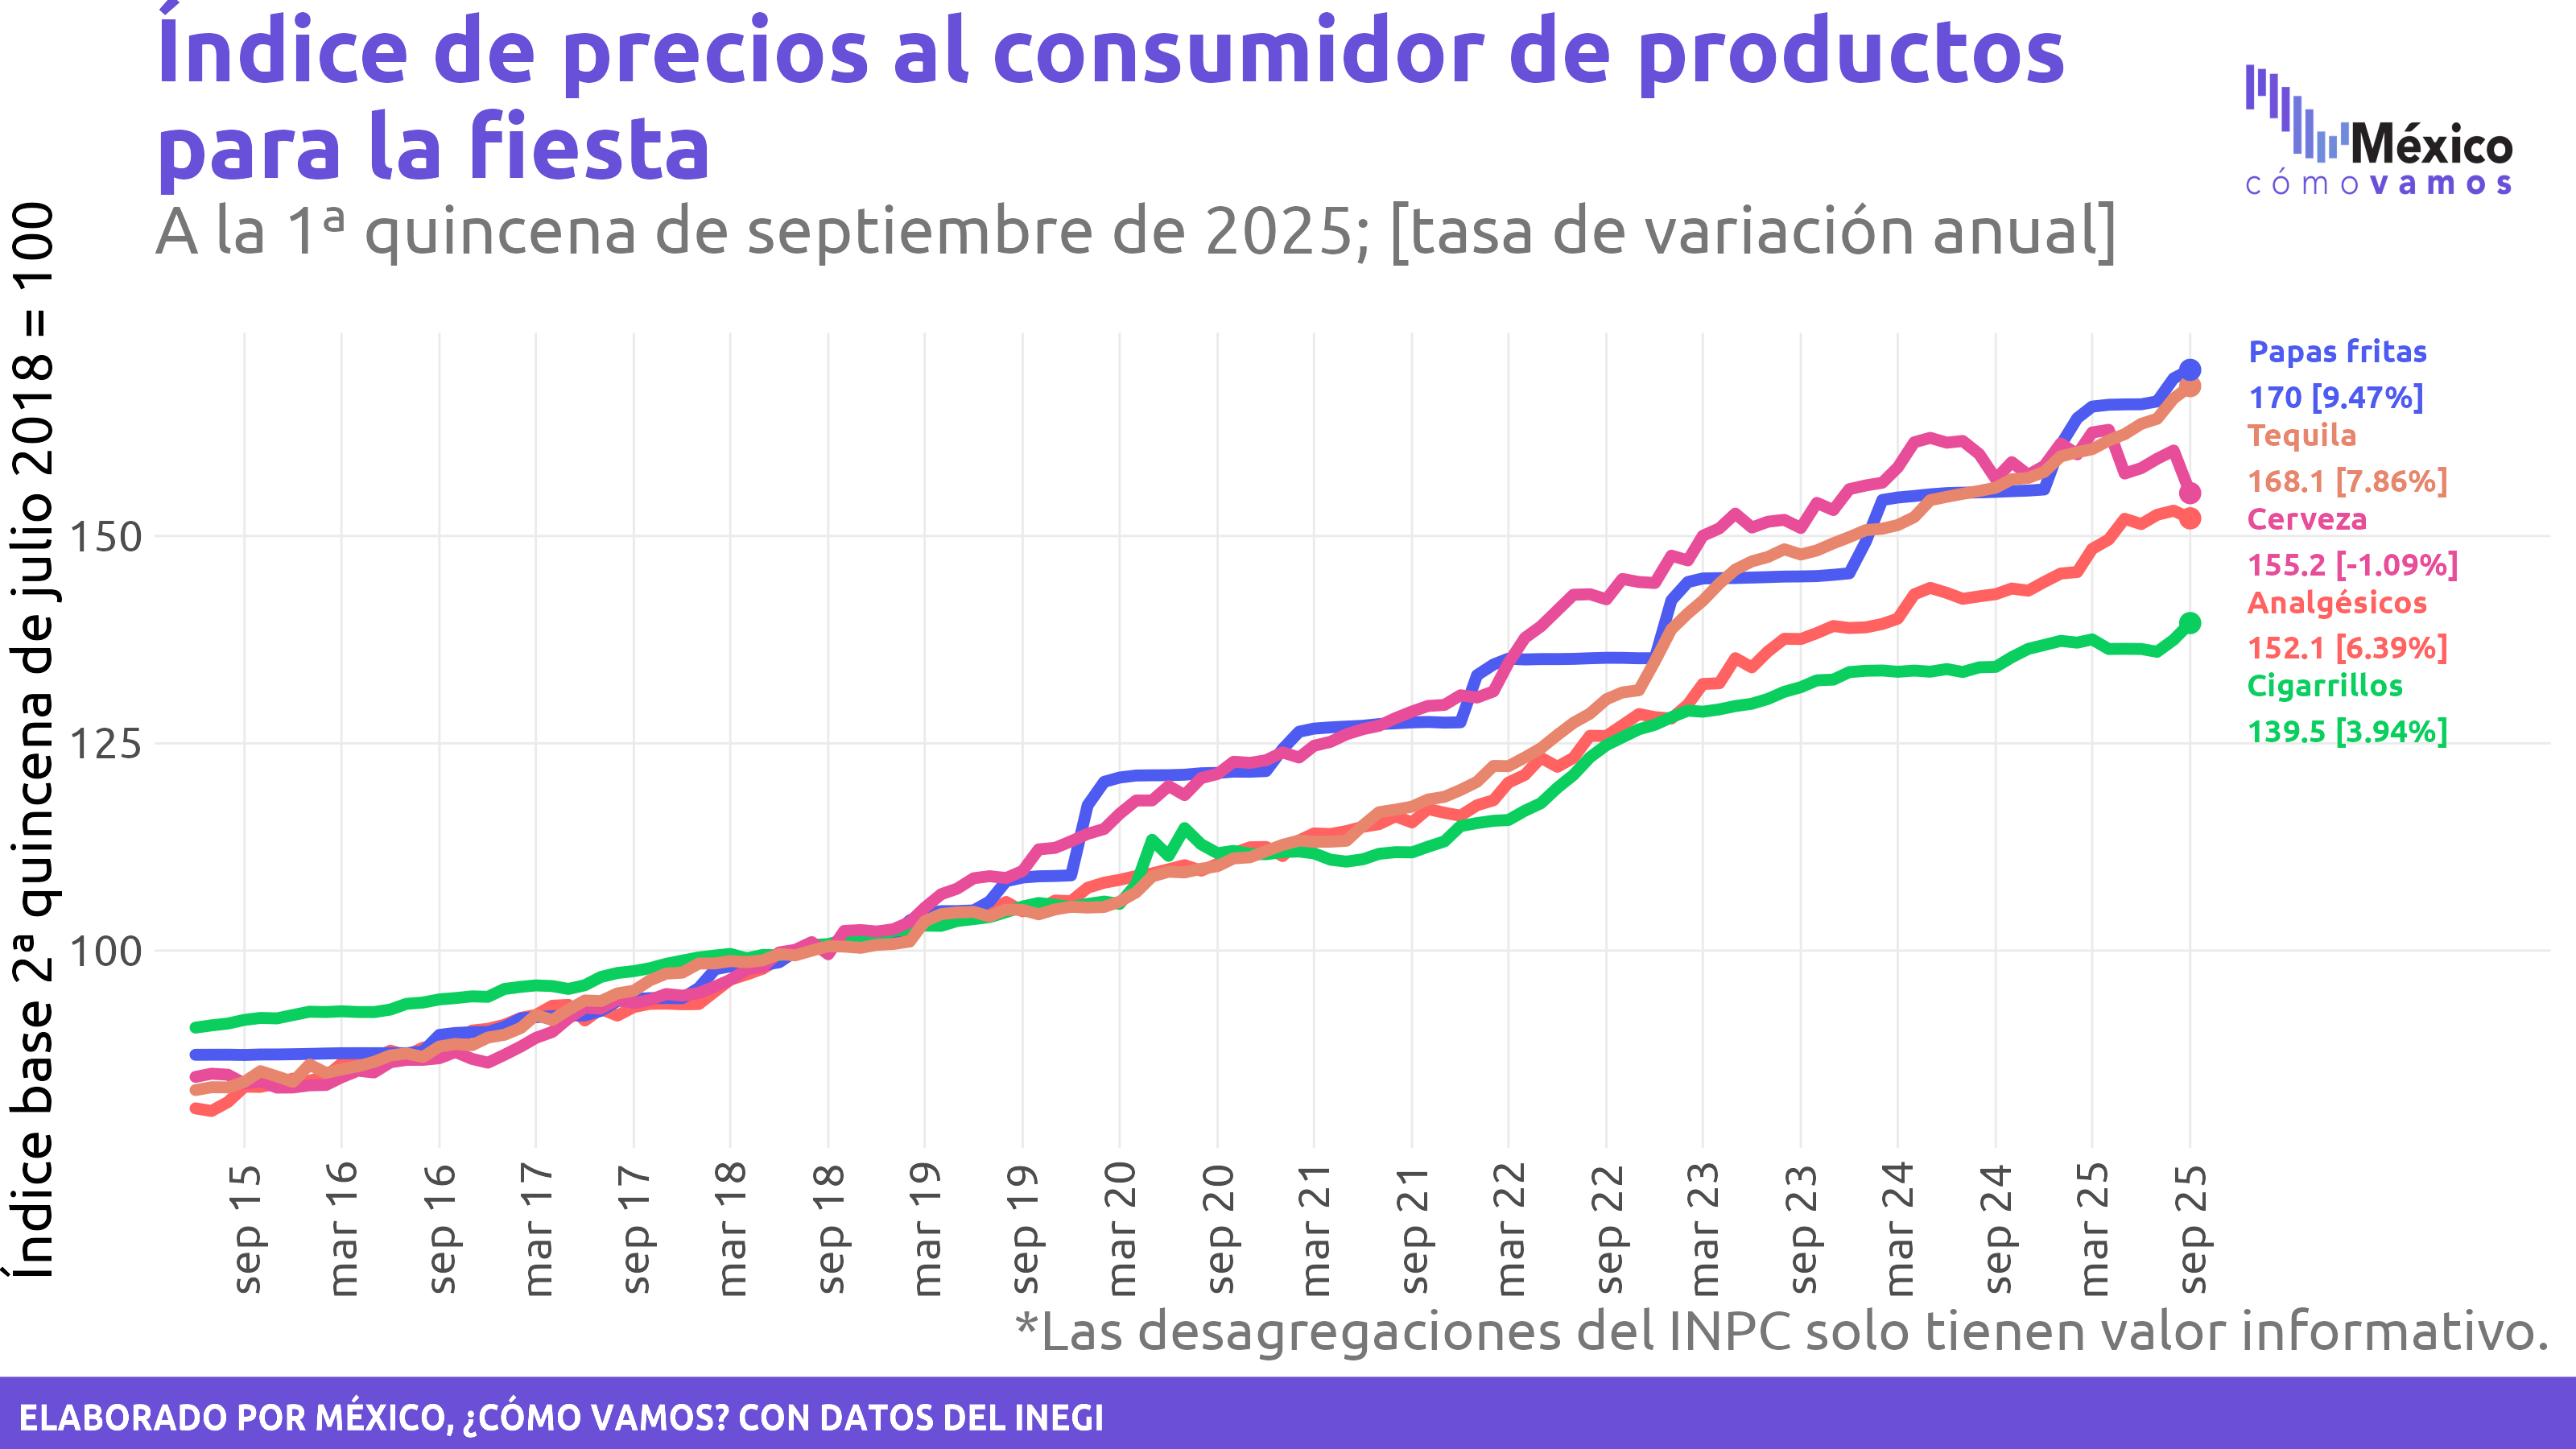 Índice de precios al consumidor de productos
para la fiesta
A la 1ª quincena de septiembre de 2025; [tasa de variación anual]
México
cómo vamos
Índice base 2ª quincena de julio 2018 = 100
150
125
100
Papas fritas
170 [9.47%]
Tequila
168.1 [7.86%]
Cerveza
155.2 [-1.09%]
Analgésicos
152.1 [6.39%]
Cigarrillos
139.5 [3.94%]
sep 15
mar 16
sep 16
mar 17
sep 17
mar 18
sep 18
mar 19
sep 19
mar 20
sep 20
mar 21
sep 21
mar 22
sep 22
mar 23
sep 23
mar 24
sep 24
mar 25
sep 25
*Las desagregaciones del INPC solo tienen valor informativo.
ELABORADO POR MÉXICO, ¿CÓMO VAMOS? CON DATOS DEL INEGI